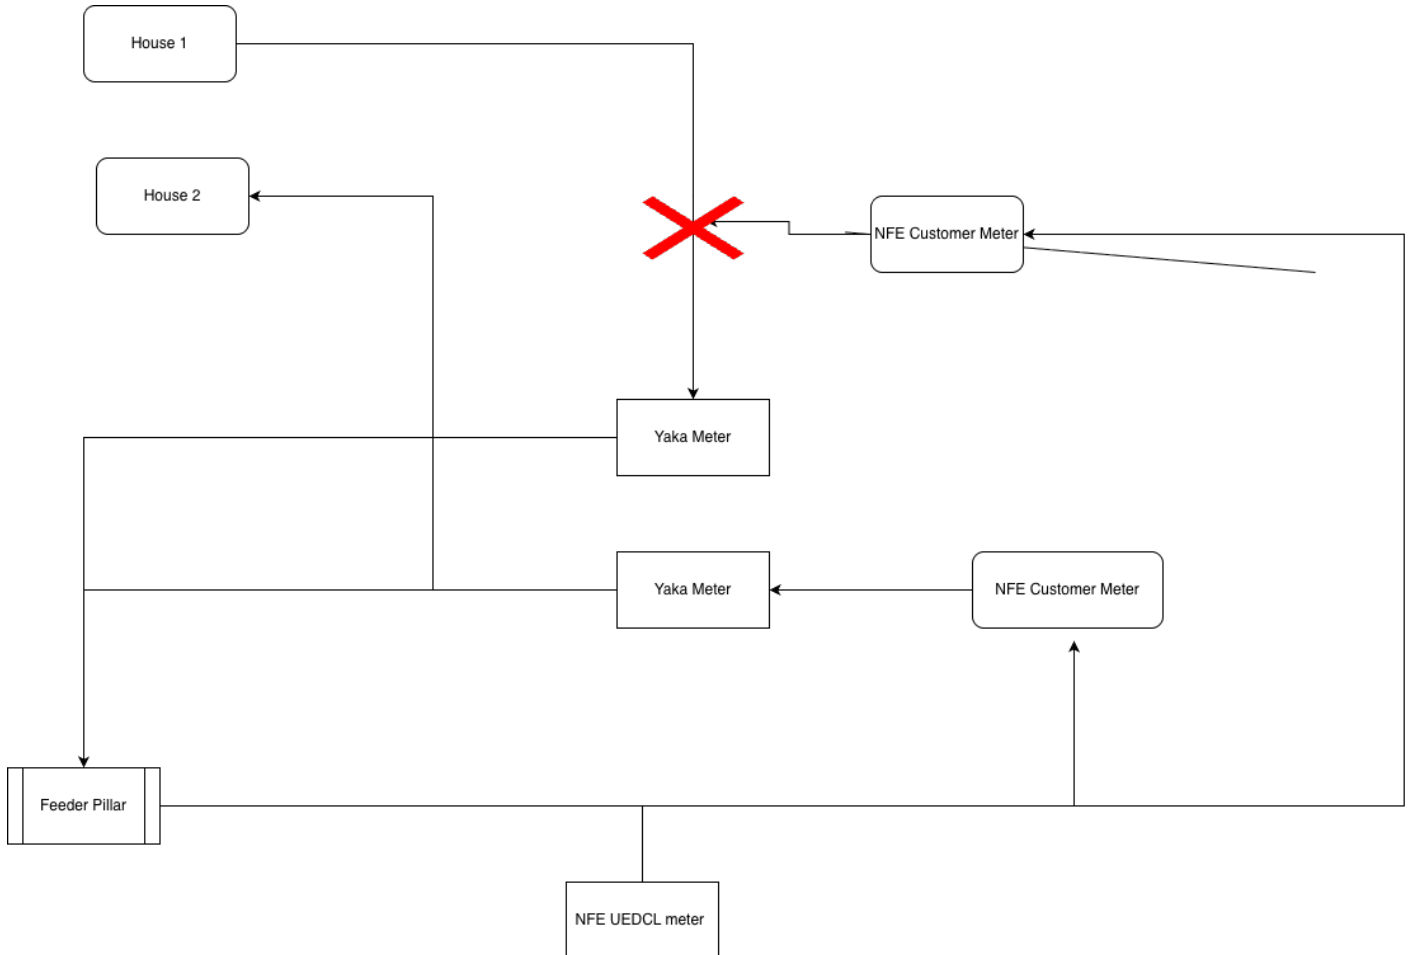 House 1
House 2
NFE Customer Meter
Yaka Meter
Yaka Meter
NFE Customer Meter
Feeder Pillar
NFE UEDCL meter